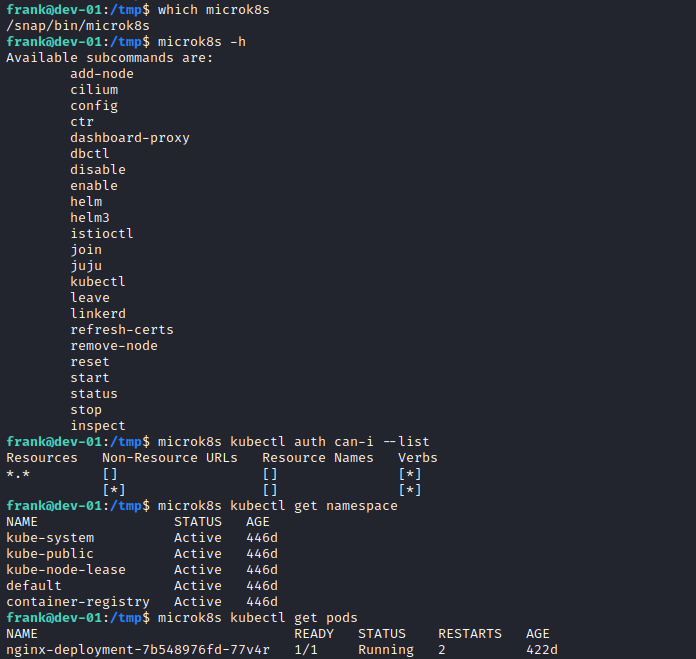 frank@dev-01:/tmp$ which microk8s
/snap/bin/microk8s
frank@dev-01:/tmp$ microk8s -h
Available subcommands are:
        add-node
        cilium
        config
        ctr
        dashboard-proxy
        dbctl
        disable
        enable
        helm
        helm3
        istioctl
        join
        juju
        kubectl
        leave
        linkerd
        refresh-certs
        remove-node
        reset
        start
        status
        stop
        inspect
frank@dev-01:/tmp$ microk8s kubectl auth can-i --list
Resources   Non-Resource URLs   Resource Names   Verbs
*.*         []                  []               [*]
            [*]                 []               [*]
frank@dev-01:/tmp$ microk8s kubectl get namespace
NAME                 STATUS   AGE
kube-system          Active   446d
kube-public          Active   446d
kube-node-lease      Active   446d
default              Active   446d
container-registry   Active   446d
frank@dev-01:/tmp$ microk8s kubectl get pods
NAME                                READY   STATUS    RESTARTS   AGE
nginx-deployment-7b548976fd-77v4r   1/1     Running   2          422d